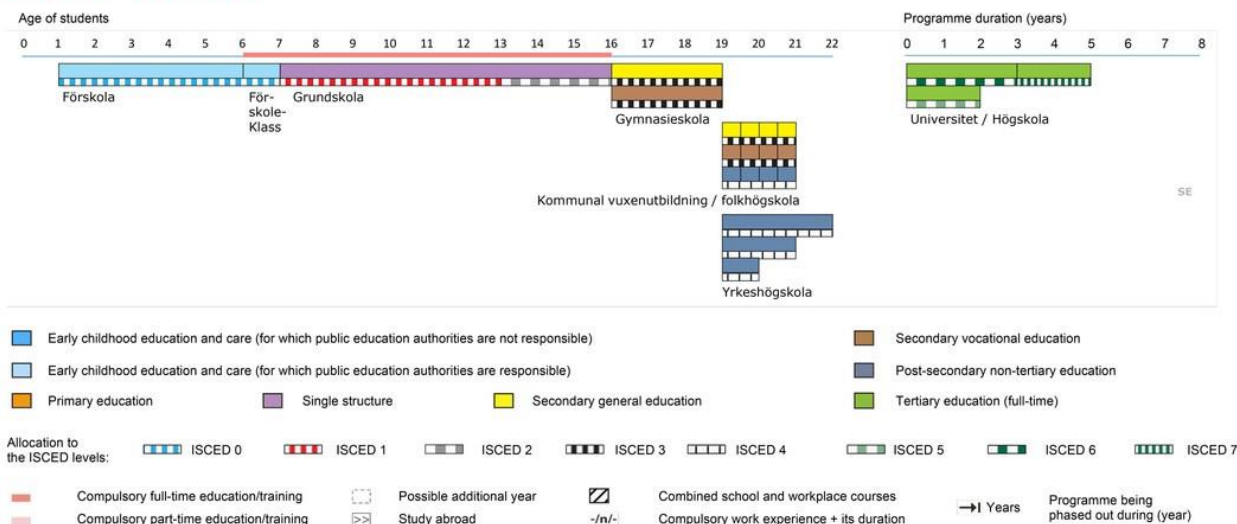 Age of students
Programme duration (years)
0 1 2 3 4 5 6 7 8 9 10 11 12 13 14 15 16 17 18 19 20 21 22
0 1 2 3 4 5 6 7 8
Förskola
För-
skole-
Klass
Grundskola
Gymnasieskola
Universitet / Högskola
Kommunal vuxenutbildning / folkhögskola
SE
Yrkeshögskola
Early childhood education and care (for which public education authorities are not responsible)
Secondary vocational education
Early childhood education and care (for which public education authorities are responsible)
Post-secondary non-tertiary education
Primary education
Single structure
Secondary general education
Tertiary education (full-time)
Allocation to
the ISCED levels:
ISCED 0
ISCED 1
ISCED 2
ISCED 3
ISCED 4
ISCED 5
ISCED 6
ISCED 7
Compulsory full-time education/training
Possible additional year
Combined school and workplace courses
Years
Programme being
phased out during (year)
Compulsory part-time education/training
>> Study abroad
-/n/- Compulsory work experience + its duration